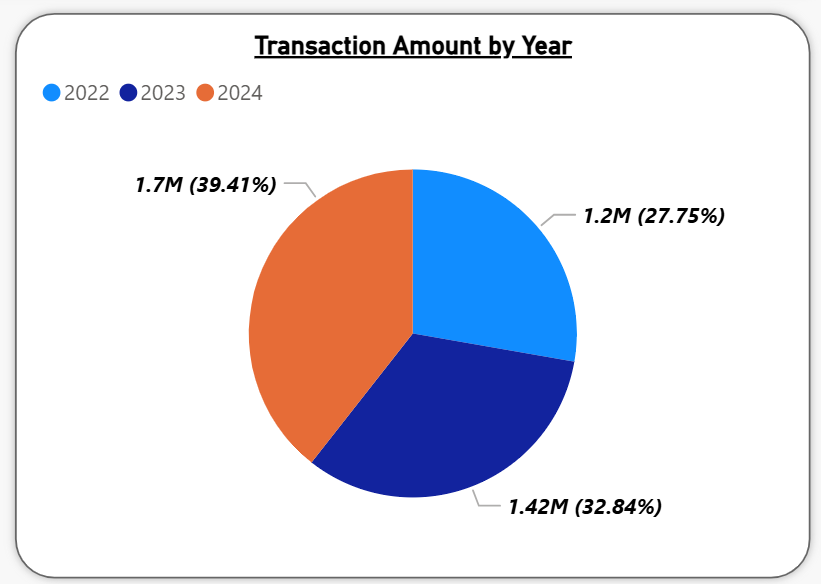 Transaction Amount by Year
2022 2023 2024
1.7M (39.41%)
1.2M (27.75%)
1.42M (32.84%)